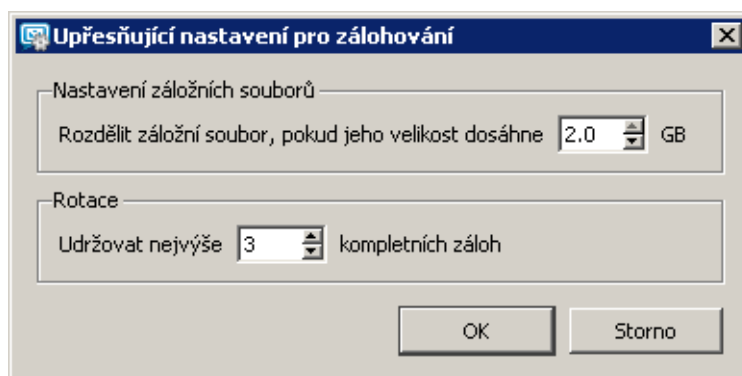 Upřesňující nastavení pro zálohování
Nastavení záložních souborů
Rozdělit záložní soubor, pokud jeho velikost dosáhne 2.0 GB
Rotace
Udržovat nejvýše 3 kompletních záloh
OK Storno